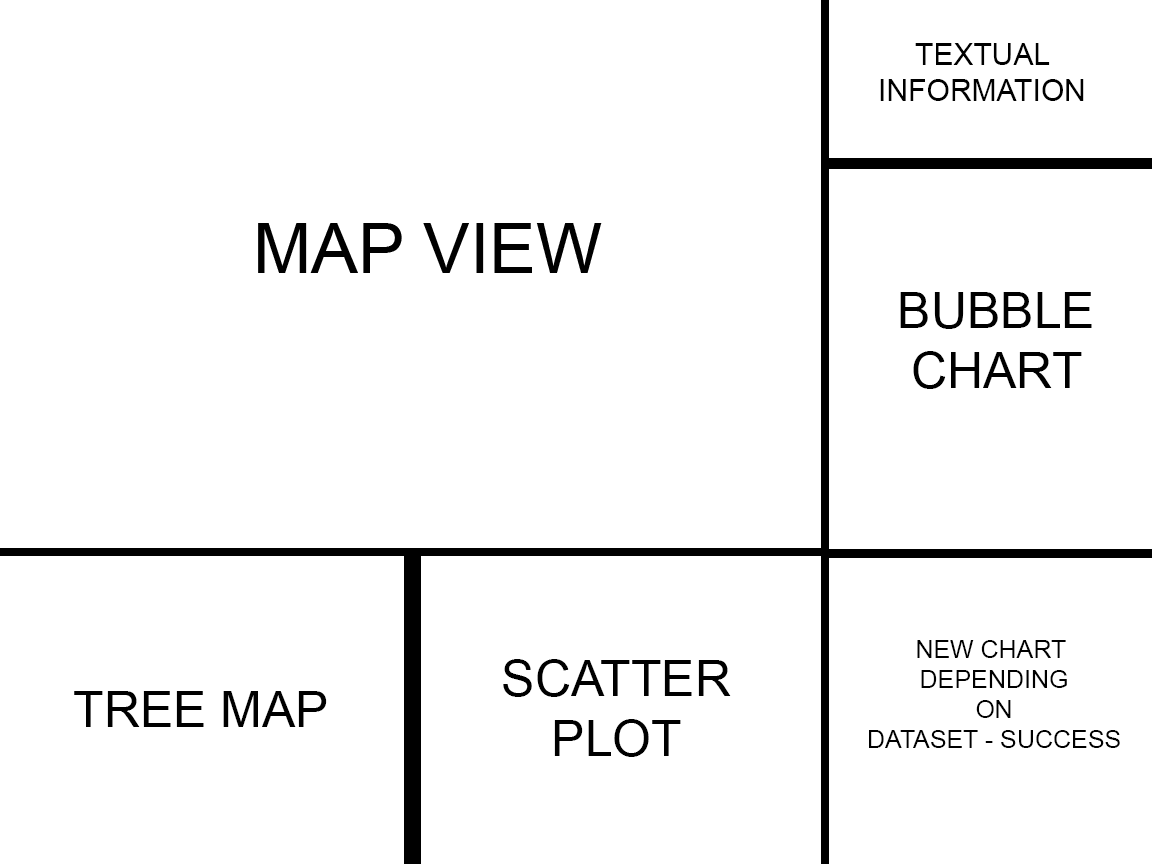 MAP VIEW
TEXTUAL
INFORMATION
BUBBLE
CHART
TREE MAP
SCATTER
PLOT
NEW CHART
DEPENDING
ON
DATASET - SUCCESS